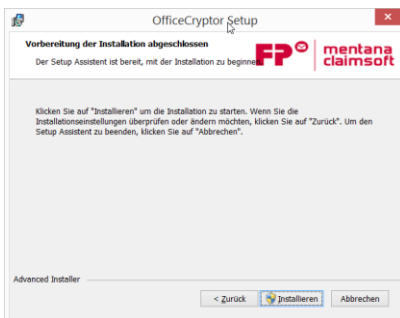 OfficeCryptor Setup
Vorbereitung der Installation abgeschlossen
Der Setup Assistent ist bereit, mit der Installation zu beginnen
FP
mentana
claimsoft
Klicken Sie auf "Installieren" um die Installation zu starten. Wenn Sie die
Installationseinstellungen überprüfen oder ändern möchten, klicken Sie auf "Zurück". Um den
Setup Assistent zu beenden, klicken Sie auf "Abbrechen".
Advanced Installer
< Zurück
Installieren
Abbrechen